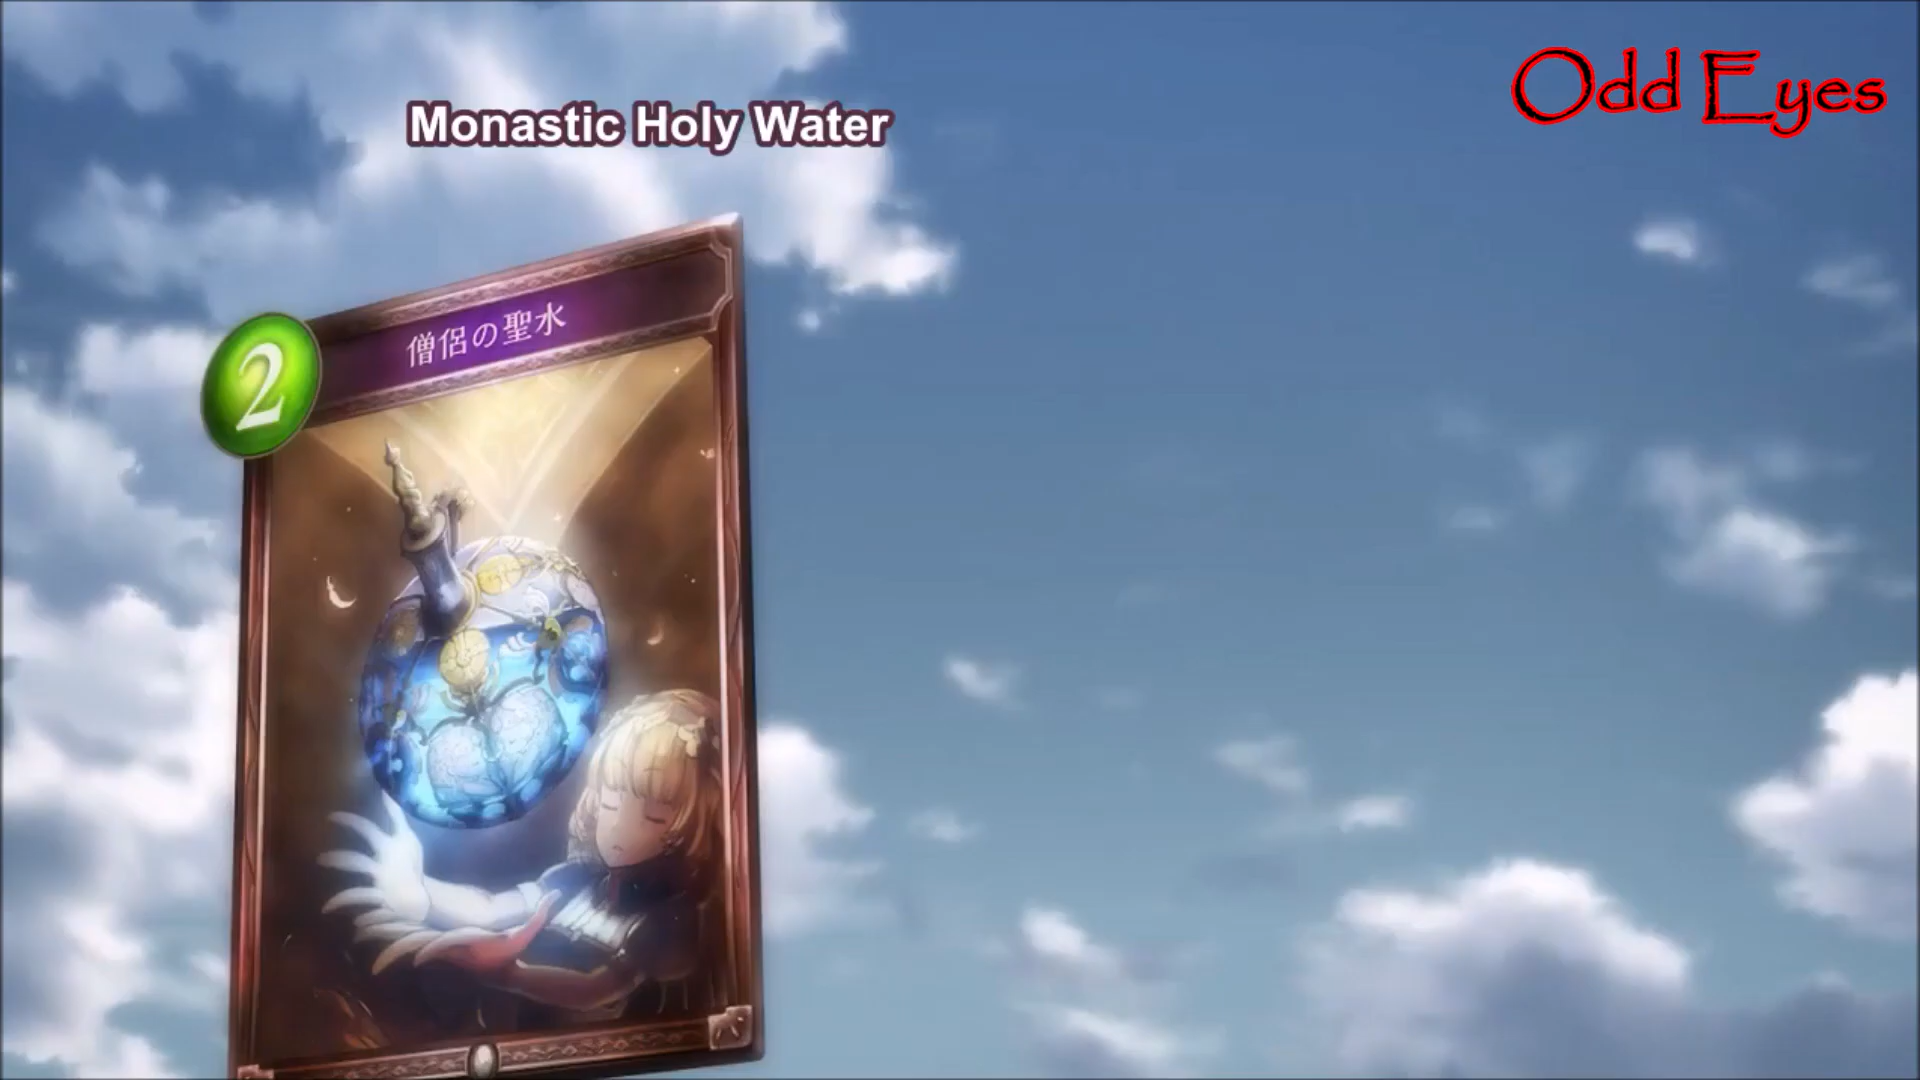 Odd Eyes
Monastic Holy Water
僧侶の聖水
2